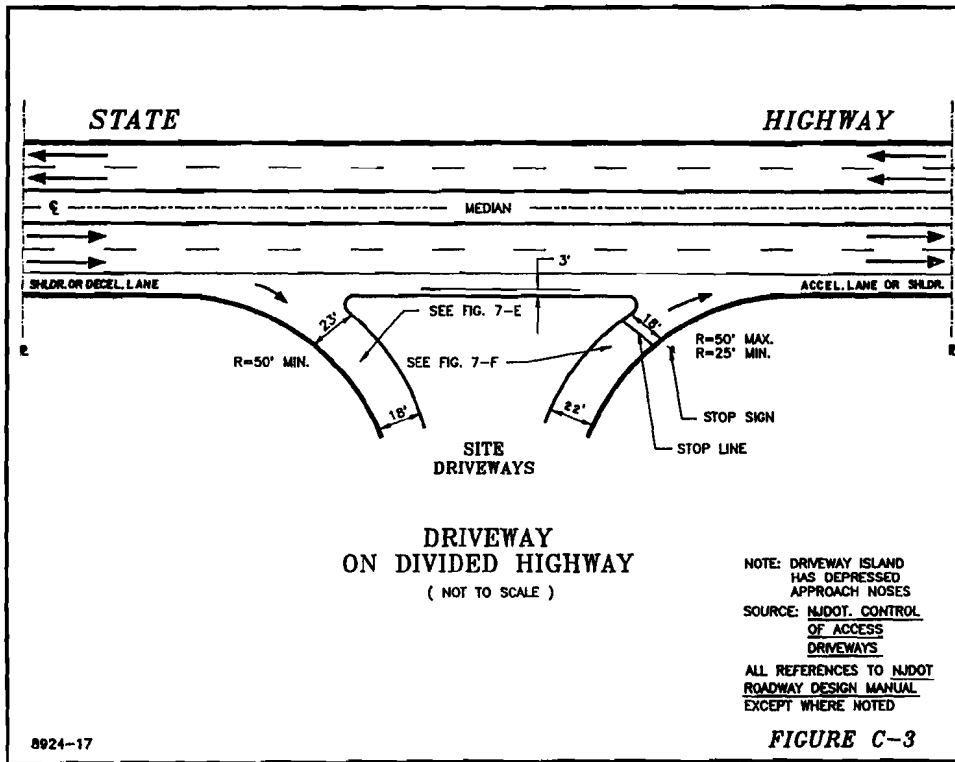 STATE HIGHWAY
℄ MEDIAN
3'
SHLDR. OR DECEL. LANE
ACCEL. LANE OR SHLDR.
23'
SEE FIG. 7-E
18'
R=50' MIN.
SEE FIG. 7-F
R=50' MAX.
R=25' MIN.
18'
22'
STOP SIGN
STOP LINE
SITE
DRIVEWAYS
DRIVEWAY
ON DIVIDED HIGHWAY
( NOT TO SCALE )
NOTE: DRIVEWAY ISLAND
HAS DEPRESSED
APPROACH NOSES
SOURCE: NJDOT. CONTROL
OF ACCESS
DRIVEWAYS
ALL REFERENCES TO NJDOT
ROADWAY DESIGN MANUAL
EXCEPT WHERE NOTED
8924-17
FIGURE C-3